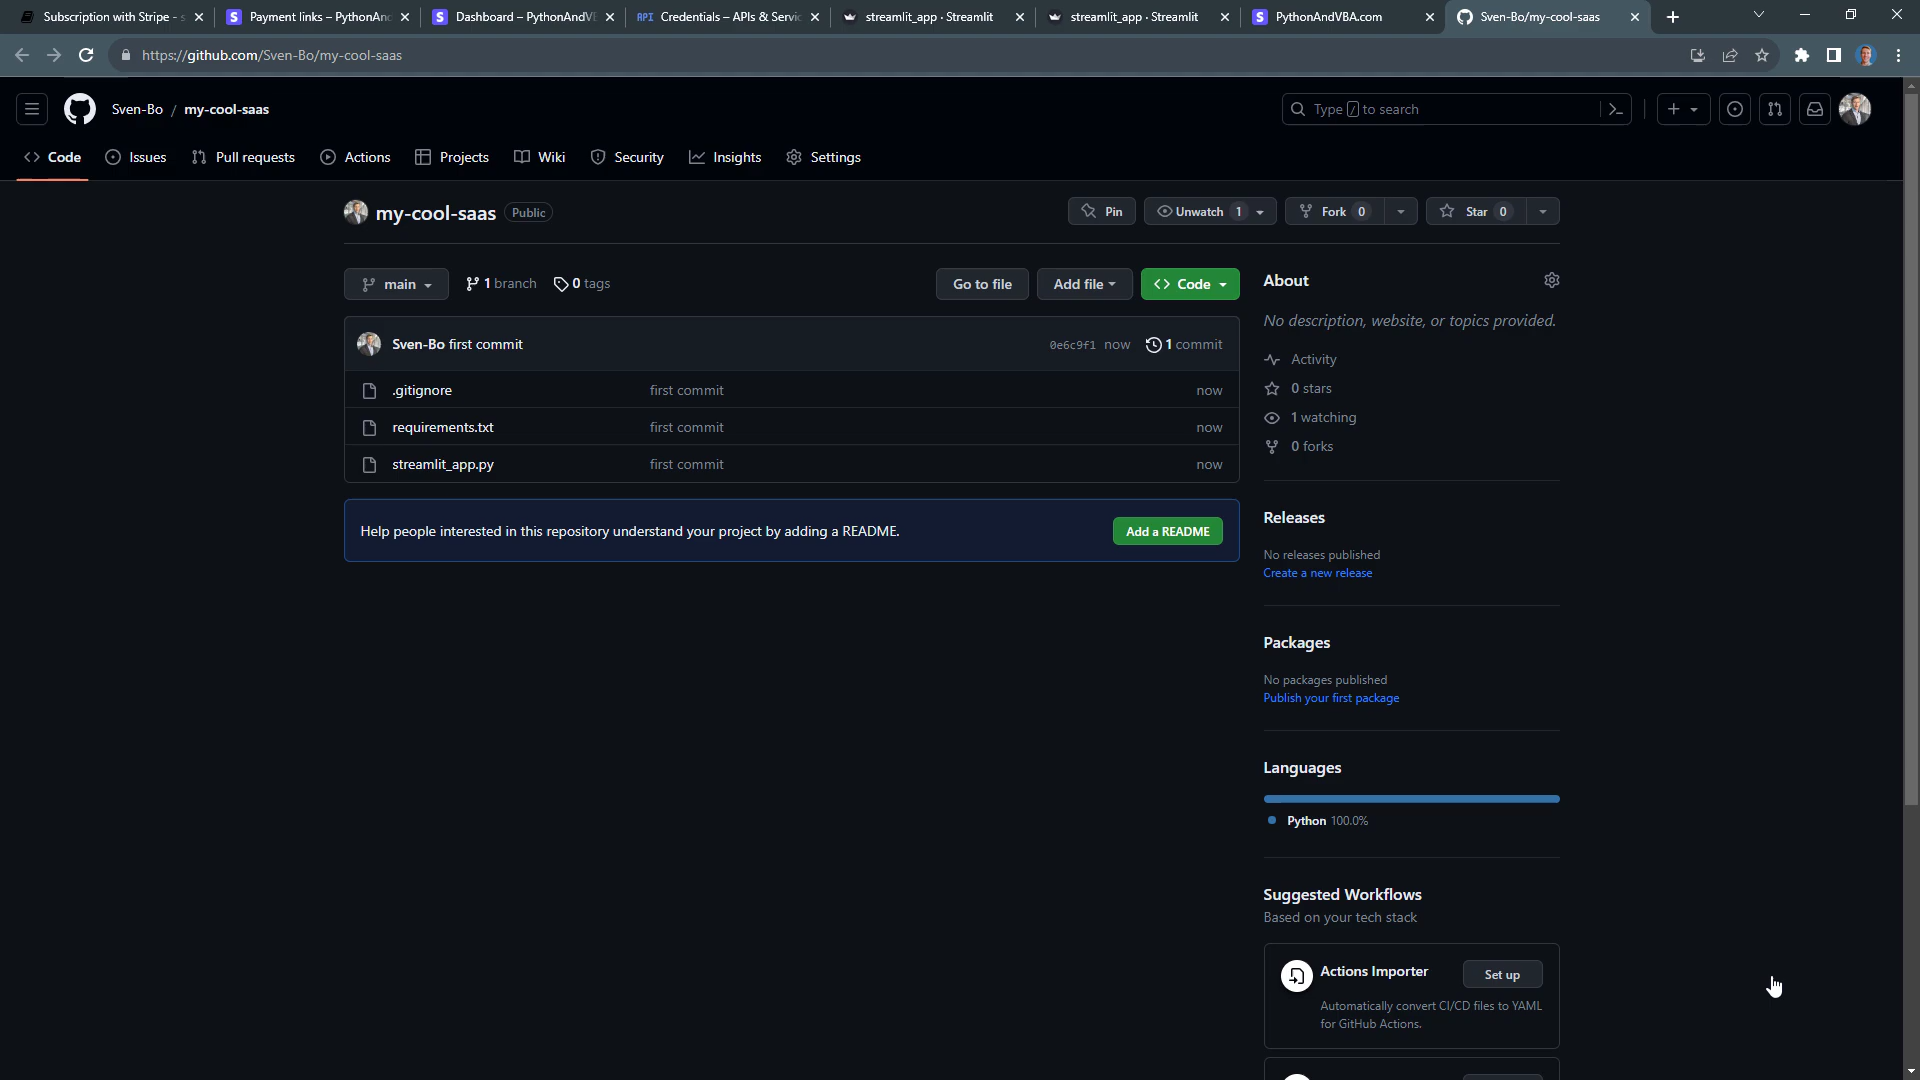 Subscription with Stripe - s
Payment links – PythonAnd
Dashboard – PythonAndVB
API Credentials – APIs & Servic
streamlit_app · Streamlit
streamlit_app · Streamlit
PythonAndVBA.com
Sven-Bo/my-cool-saas
https://github.com/Sven-Bo/my-cool-saas
Sven-Bo / my-cool-saas
Type / to search
Code
Issues
Pull requests
Actions
Projects
Wiki
Security
Insights
Settings
my-cool-saas Public
Pin
Unwatch 1
Fork 0
Star 0
main
1 branch
0 tags
Go to file
Add file
Code
Sven-Bo first commit
0e6c9f1 now
1 commit
.gitignore first commit now
requirements.txt first commit now
streamlit_app.py first commit now
Help people interested in this repository understand your project by adding a README.
Add a README
About
No description, website, or topics provided.
Activity
0 stars
1 watching
0 forks
Releases
No releases published
Create a new release
Packages
No packages published
Publish your first package
Languages
Python 100.0%
Suggested Workflows
Based on your tech stack
Actions Importer
Set up
Automatically convert CI/CD files to YAML
for GitHub Actions.